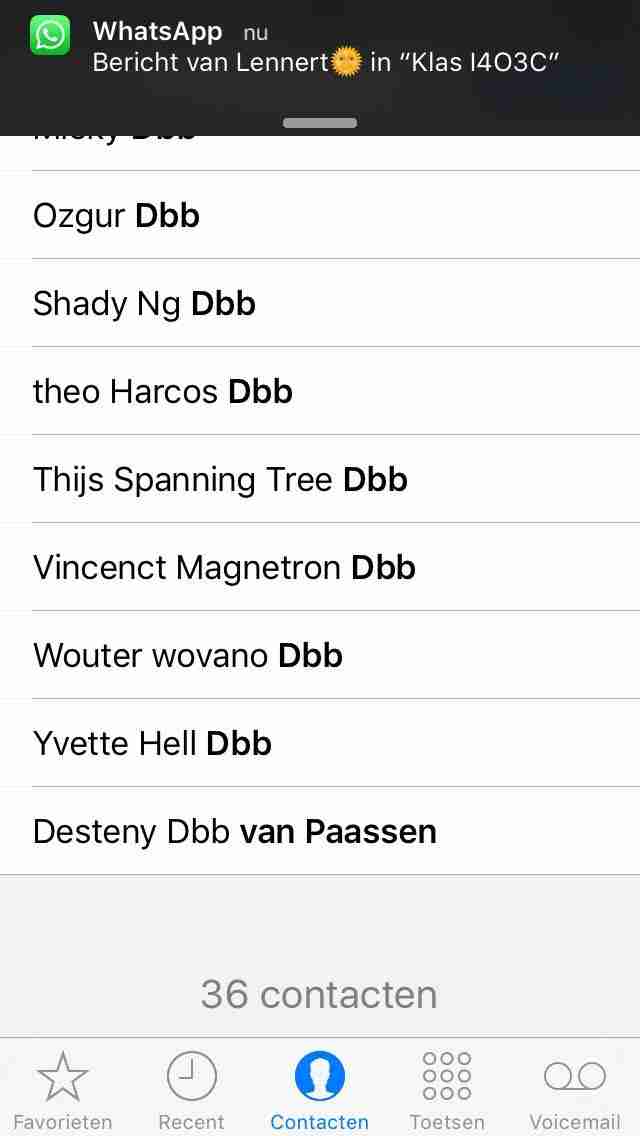 WhatsApp nu
Bericht van Lennert🌞 in “Klas I4O3C”
Ozgur Dbb
Shady Ng Dbb
theo Harcos Dbb
Thijs Spanning Tree Dbb
Vincenct Magnetron Dbb
Wouter wovano Dbb
Yvette Hell Dbb
Desteny Dbb van Paassen
36 contacten
Favorieten Recent Contacten Toetsen Voicemail